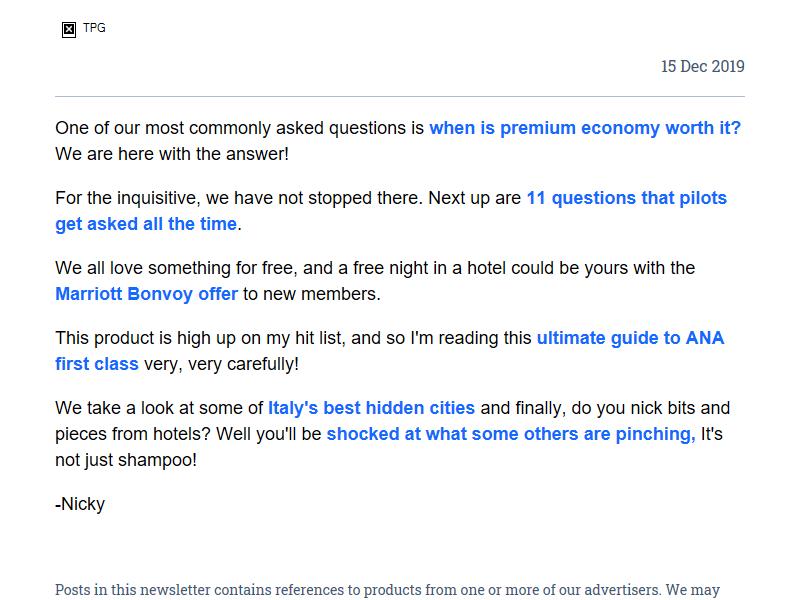 TPG
15 Dec 2019
One of our most commonly asked questions is when is premium economy worth it?
We are here with the answer!
For the inquisitive, we have not stopped there. Next up are 11 questions that pilots
get asked all the time.
We all love something for free, and a free night in a hotel could be yours with the
Marriott Bonvoy offer to new members.
This product is high up on my hit list, and so I'm reading this ultimate guide to ANA
first class very, very carefully!
We take a look at some of Italy's best hidden cities and finally, do you nick bits and
pieces from hotels? Well you'll be shocked at what some others are pinching, It's
not just shampoo!
-Nicky
Posts in this newsletter contains references to products from one or more of our advertisers. We may